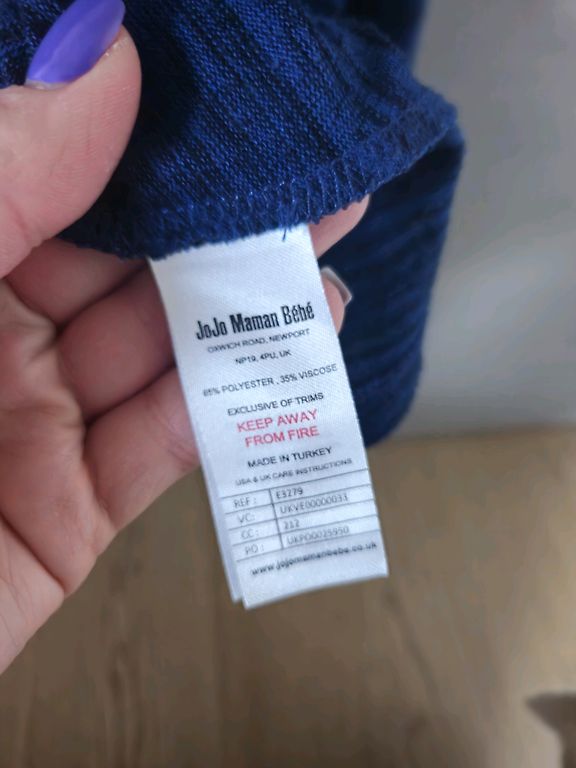 JoJo Maman Bébé
OXWICH ROAD, NEWPORT
NP19, 4PU, UK
65% POLYESTER , 35% VISCOSE
EXCLUSIVE OF TRIMS
KEEP AWAY
FROM FIRE
MADE IN TURKEY
USA & UK CARE INSTRUCTIONS
REF : E3279
VC: UKVE00000033
CC : 212
PO : UKPO0025950
www.jojomamanbebe.co.uk